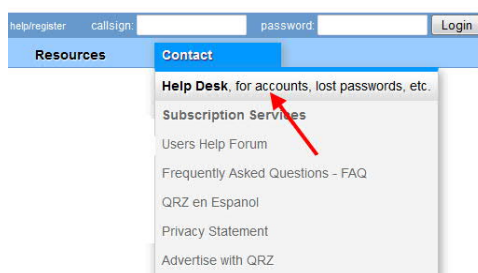 help/register callsign: password: Login
Resources Contact
Help Desk, for accounts, lost passwords, etc.
Subscription Services
Users Help Forum
Frequently Asked Questions - FAQ
QRZ en Espanol
Privacy Statement
Advertise with QRZ